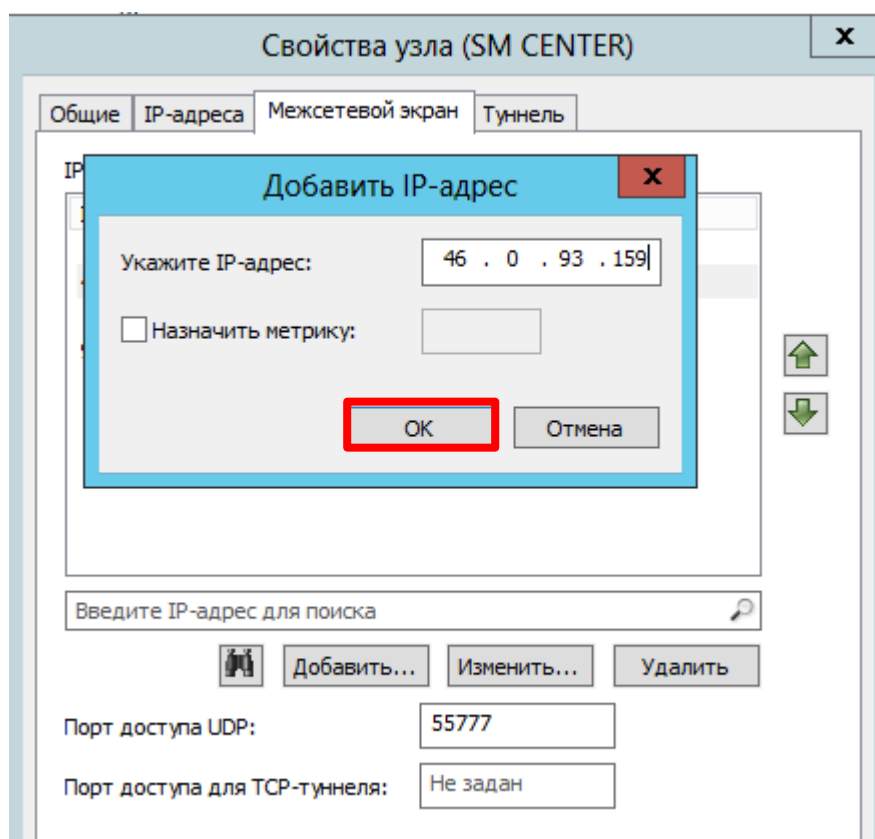 Свойства узла (SM CENTER)
x
Общие IP-адреса Межсетевой экран Туннель
IP
Добавить IP-адрес
x
Укажите IP-адрес: 46 . 0 . 93 . 159
Назначить метрику:
OK Отмена
Введите IP-адрес для поиска
Добавить... Изменить... Удалить
Порт доступа UDP: 55777
Порт доступа для TCP-туннеля: Не задан